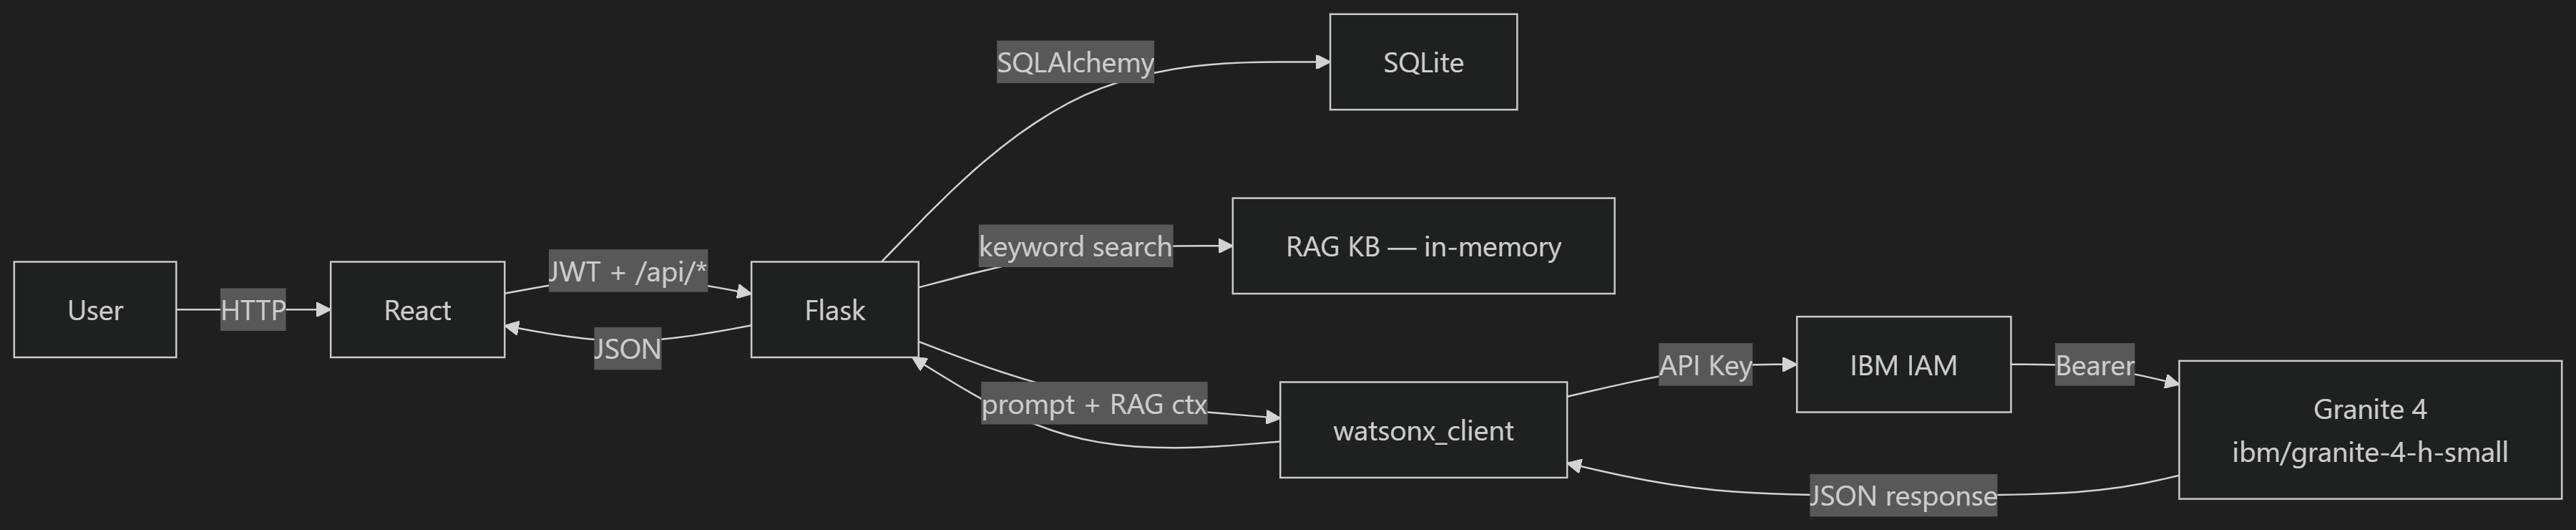 SQLAlchemy
SQLite
keyword search
RAG KB — in-memory
User
HTTP
React
JWT + /api/*
JSON
Flask
prompt + RAG ctx
watsonx_client
API Key
IBM IAM
Bearer
Granite 4
ibm/granite-4-h-small
JSON response